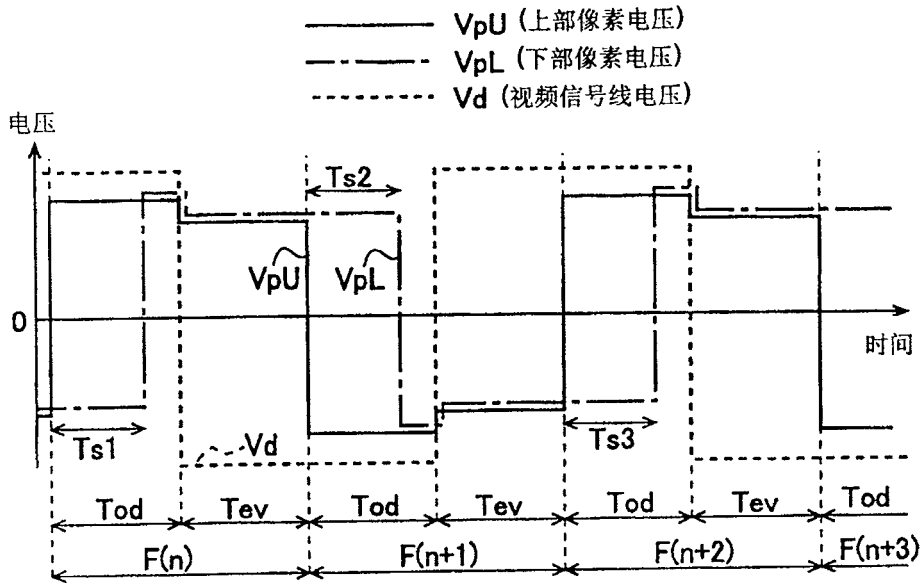 VpU (上部像素电压)
VpL (下部像素电压)
Vd (视频信号线电压)
电压
Ts2
VpU
VpL
0
时间
Ts1
Vd
Ts3
Tod
Tev
Tod
Tev
Tod
Tev
Tod
F(n)
F(n+1)
F(n+2)
F(n+3)